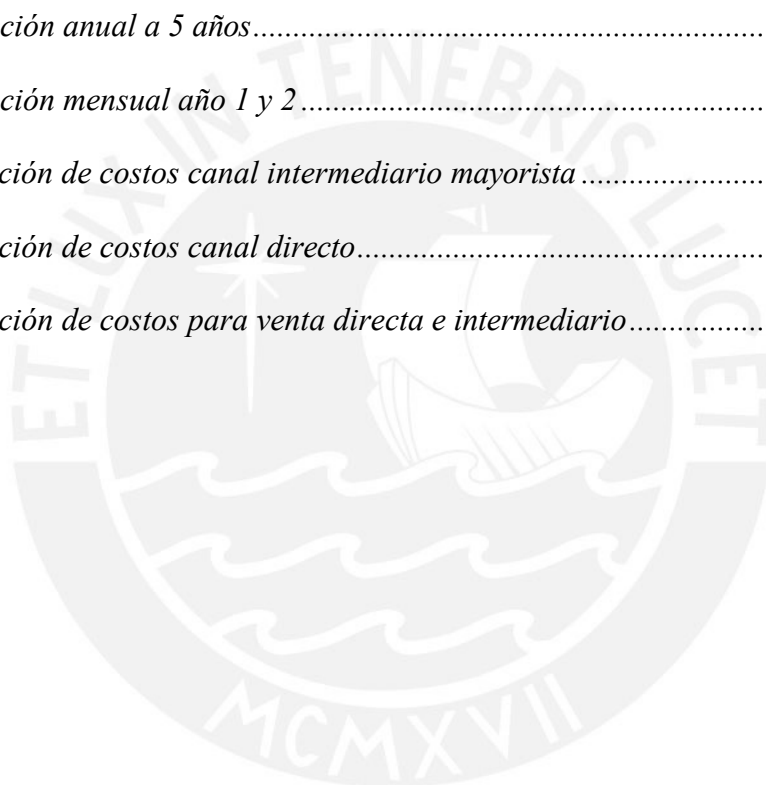 ción anual a 5 años.............................................................
ción mensual año 1 y 2.......................................................
ción de costos canal intermediario mayorista....................
ción de costos canal directo................................................
ción de costos para venta directa e intermediario..............
ET LUX IN TENEBRIS LUCET
MCMXVII